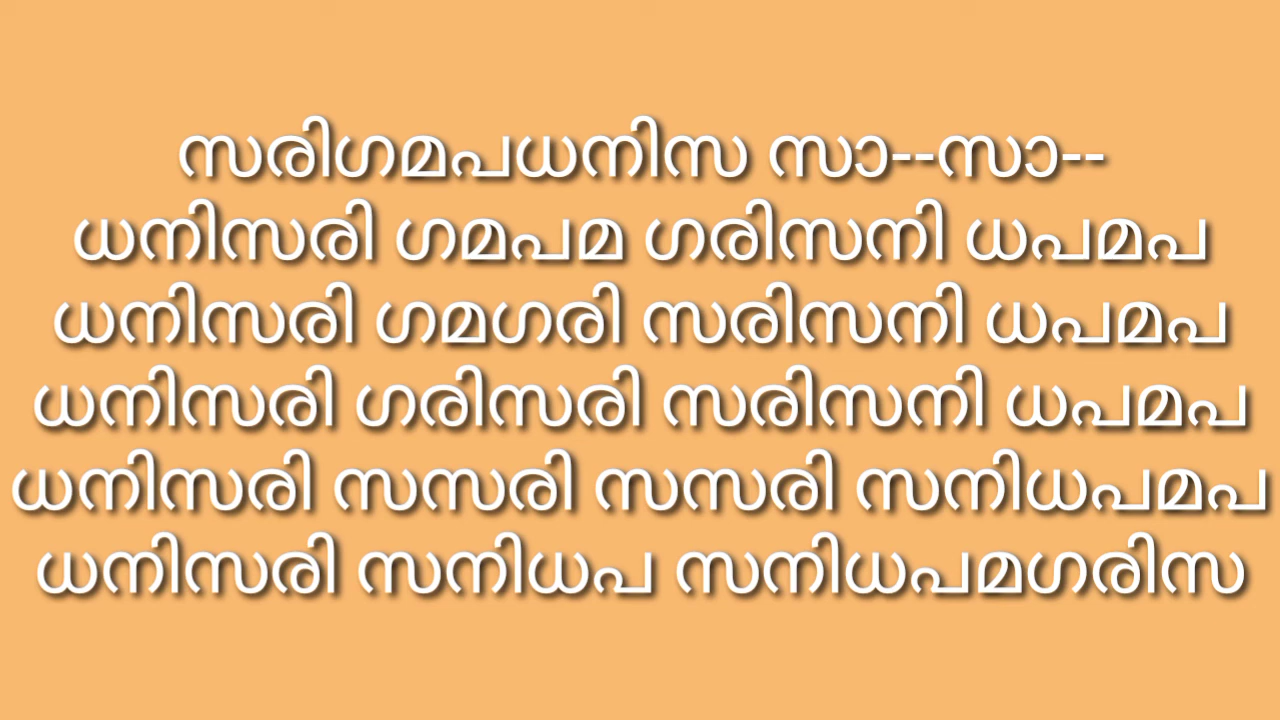 സരിഗമപധനിസ സാ--സാ--
ധനിസരി ഗമപമ ഗരിസനി ധപമപ
ധനിസരി ഗമഗരി സരിസനി ധപമപ
ധനിസരി ഗരിസരി സരിസനി ധപമപ
ധനിസരി സസരി സസരി സനിധപമപ
ധനിസരി സനിധപ സനിധപമഗരിസ